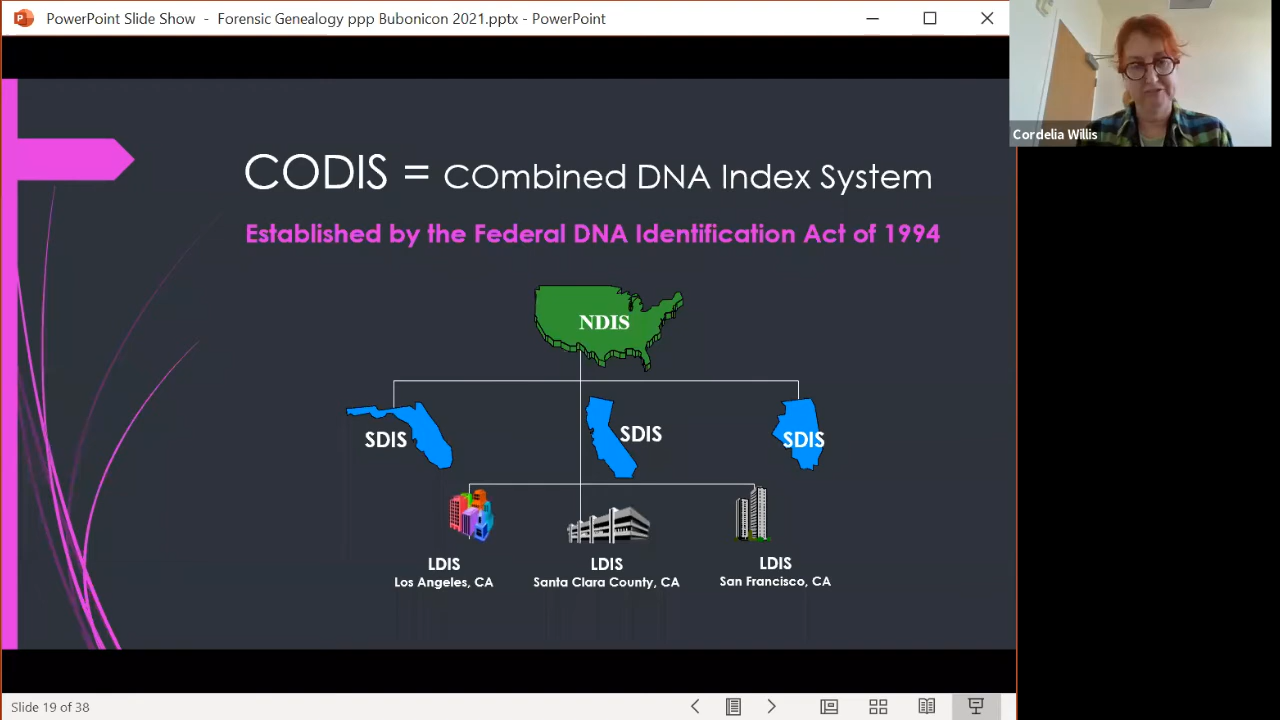 PowerPoint Slide Show - Forensic Genealogy ppp Bubonicon 2021.pptx - PowerPoint
Cordelia Willis
CODIS = COmbined DNA Index System
Established by the Federal DNA Identification Act of 1994
NDIS
SDIS
SDIS
SDIS
LDIS
Los Angeles, CA
LDIS
Santa Clara County, CA
LDIS
San Francisco, CA
Slide 19 of 38